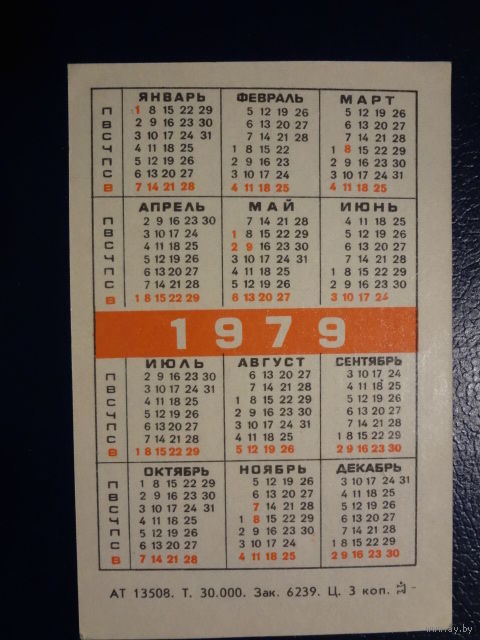 ЯНВАРЬ ФЕВРАЛЬ МАРТ
П 1 8 15 22 29 5 12 19 26 5 12 19 26
В 2 9 16 23 30 6 13 20 27 6 13 20 27
С 3 10 17 24 31 7 14 21 28 7 14 21 28
Ч 4 11 18 25 1 8 15 22 1 8 15 22 29
П 5 12 19 26 2 9 16 23 2 9 16 23 30
С 6 13 20 27 3 10 17 24 3 10 17 24 31
В 7 14 21 28 4 11 18 25 4 11 18 25
АПРЕЛЬ МАЙ ИЮНЬ
П 2 9 16 23 30 7 14 21 28 4 11 18 25
В 3 10 17 24 1 8 15 22 29 5 12 19 26
С 4 11 18 25 2 9 16 23 30 6 13 20 27
Ч 5 12 19 26 3 10 17 24 31 7 14 21 28
П 6 13 20 27 4 11 18 25 1 8 15 22 29
С 7 14 21 28 5 12 19 26 2 9 16 23 30
В 1 8 15 22 29 6 13 20 27 3 10 17 24
1979
ИЮЛЬ АВГУСТ СЕНТЯБРЬ
П 2 9 16 23 30 6 13 20 27 3 10 17 24
В 3 10 17 24 31 7 14 21 28 4 11 18 25
С 4 11 18 25 1 8 15 22 29 5 12 19 26
Ч 5 12 19 26 2 9 16 23 30 6 13 20 27
П 6 13 20 27 3 10 17 24 31 7 14 21 28
С 7 14 21 28 4 11 18 25 1 8 15 22 29
В 1 8 15 22 29 5 12 19 26 2 9 16 23 30
ОКТЯБРЬ НОЯБРЬ ДЕКАБРЬ
П 1 8 15 22 29 5 12 19 26 3 10 17 24 31
В 2 9 16 23 30 6 13 20 27 4 11 18 25
С 3 10 17 24 31 7 14 21 28 5 12 19 26
Ч 4 11 18 25 1 8 15 22 29 6 13 20 27
П 5 12 19 26 2 9 16 23 30 7 14 21 28
С 6 13 20 27 3 10 17 24 1 8 15 22 29
В 7 14 21 28 4 11 18 25 2 9 16 23 30
АТ 13508. Т. 30.000. Зак. 6239. Ц. 3 коп.